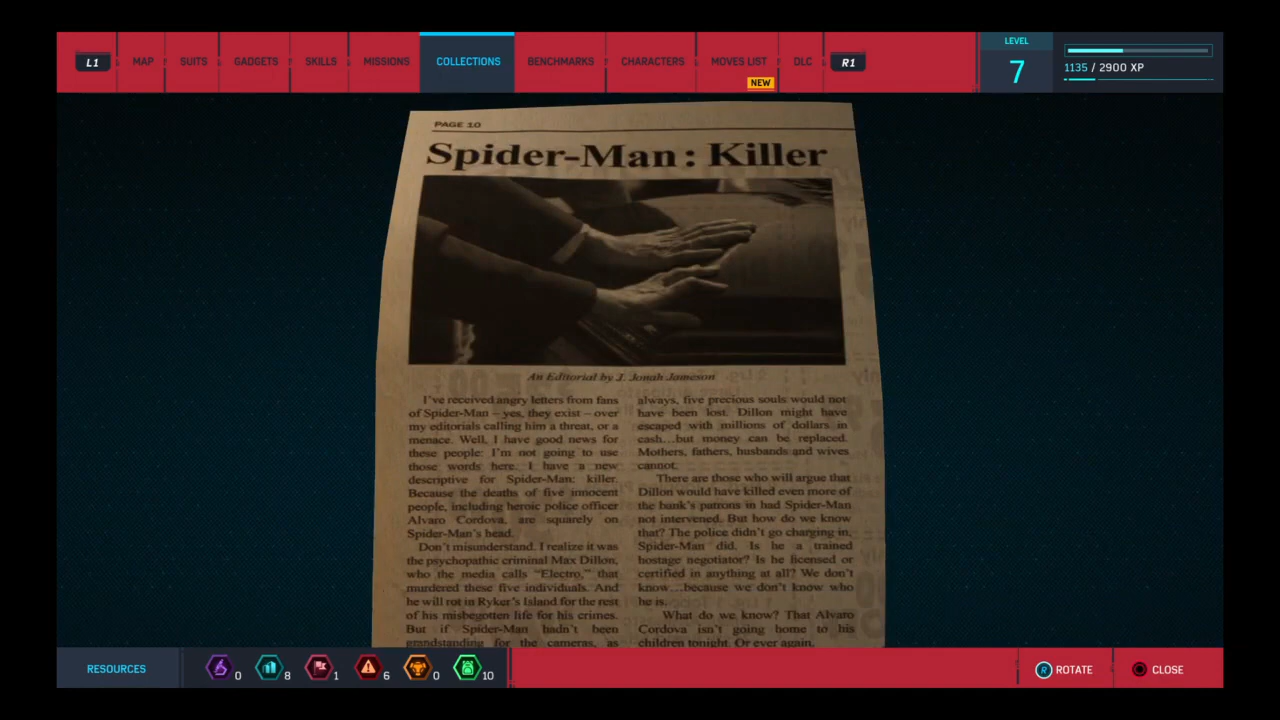 L1
MAP
SUITS
GADGETS
SKILLS
MISSIONS
COLLECTIONS
BENCHMARKS
CHARACTERS
MOVES LIST
NEW
DLC
R1
LEVEL
7
1135 / 2900 XP
PAGE 10
Spider-Man: Killer
An Editorial by J. Jonah Jameson
I've received angry letters from fans
of Spider-Man – yes, they exist – over
my editorials calling him a threat, or a
menace. Well, I have good news for
these people: I'm not going to use
those words here. I have a new
descriptive for Spider-Man: killer.
Because the deaths of five innocent
people, including heroic police officer
Alvaro Cordova, are squarely on
Spider-Man's head.
Don't misunderstand. I realize it was
the psychopathic criminal Max Dillon,
who the media calls "Electro," that
murdered these five individuals. And
he will rot in Ryker's Island for the rest
of his misbegotten life for his crimes.
But if Spider-Man hadn't been
grandstanding for the cameras, as
always, five precious souls would not
have been lost. Dillon might have
escaped with millions of dollars in
cash...but money can be replaced.
Mothers, fathers, husbands and wives
cannot.
There are those who will argue that
Dillon would have killed even more of
the bank's patrons in had Spider-Man
not intervened. But how do we know
that? The police didn't go charging in,
Spider-Man did. Is he a trained
hostage negotiator? Is he licensed or
certified in anything at all? We don't
know...because we don't know who
he is.
What do we know? That Alvaro
Cordova isn't going home to his
children tonight. Or ever again.
RESOURCES
0
8
1
6
0
10
R ROTATE
CLOSE